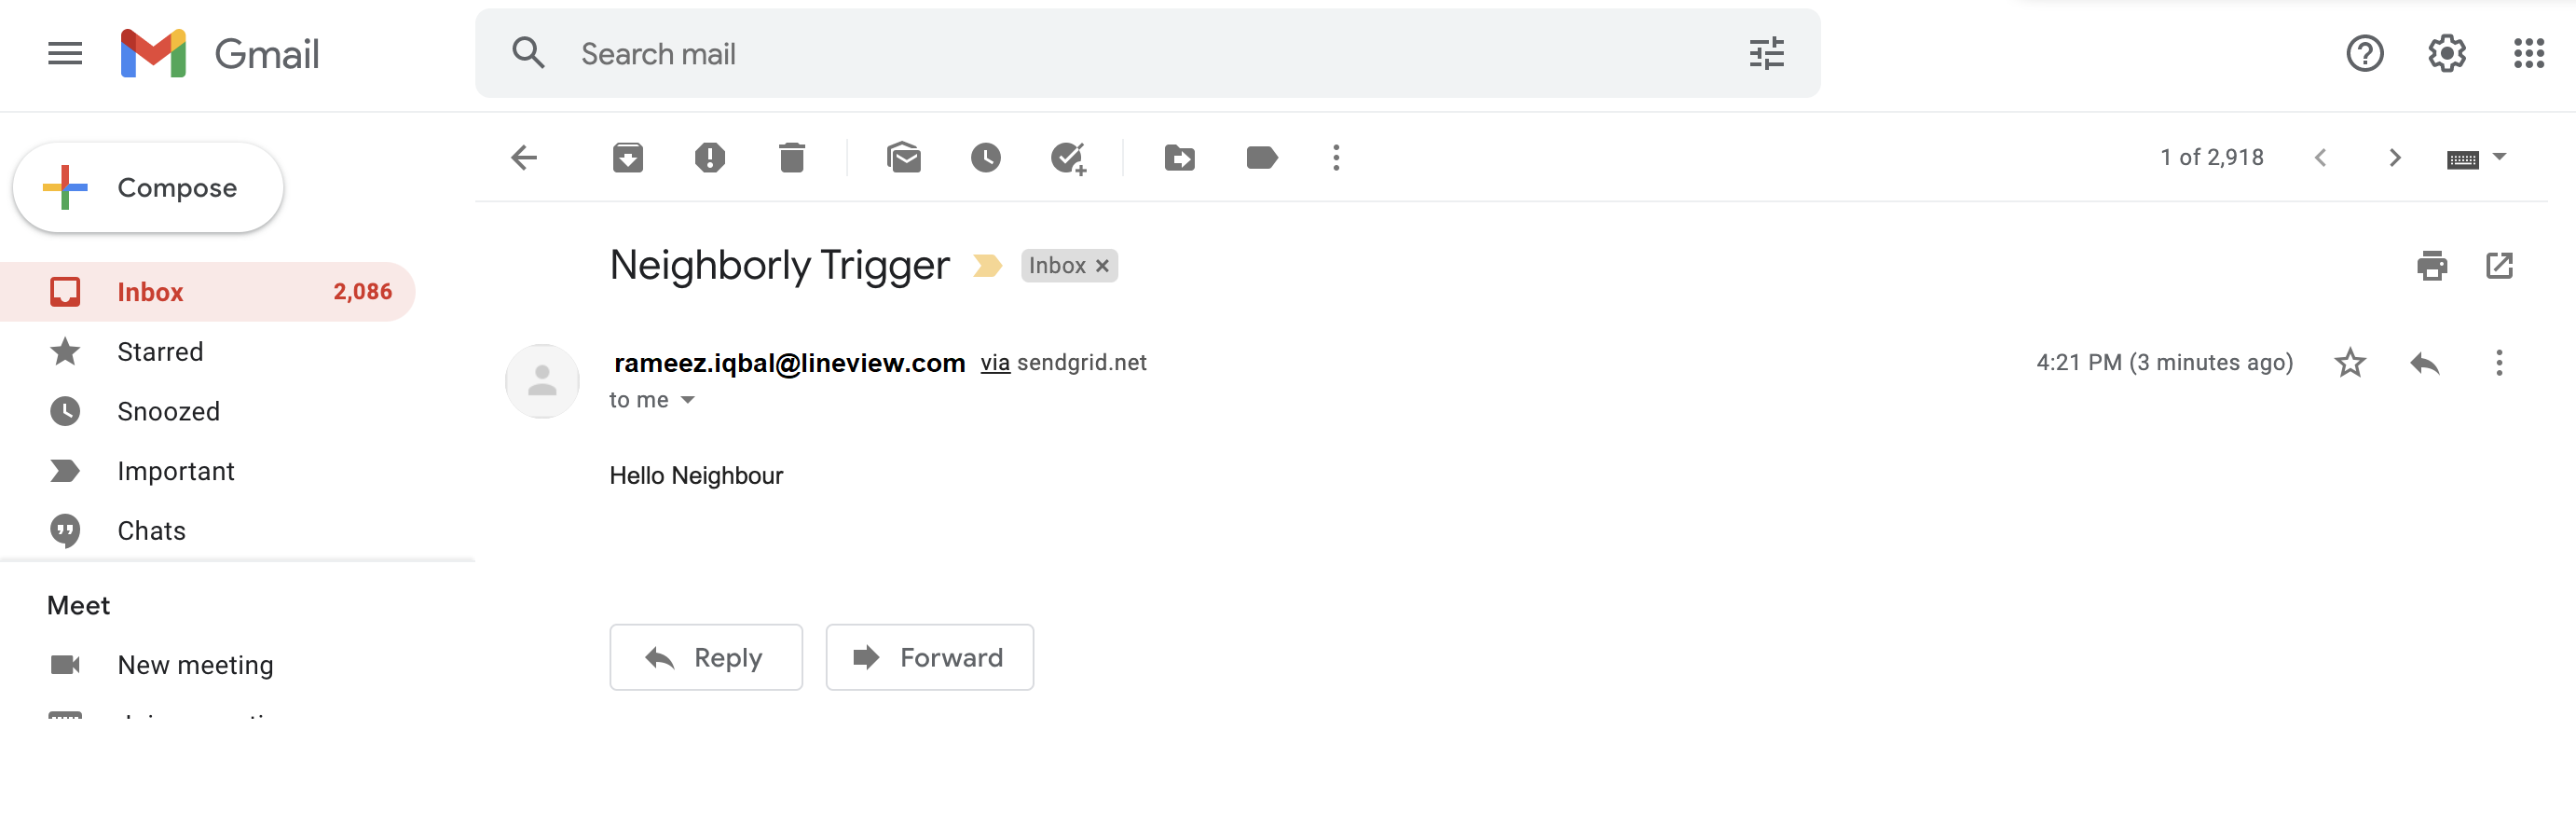 Gmail
Search mail
Compose
1 of 2,918
Neighborly Trigger Inbox
Inbox 2,086
Starred
Snoozed
Important
Chats
Meet
New meeting
rameez.iqbal@lineview.com via sendgrid.net 4:21 PM (3 minutes ago)
to me
Hello Neighbour
Reply Forward